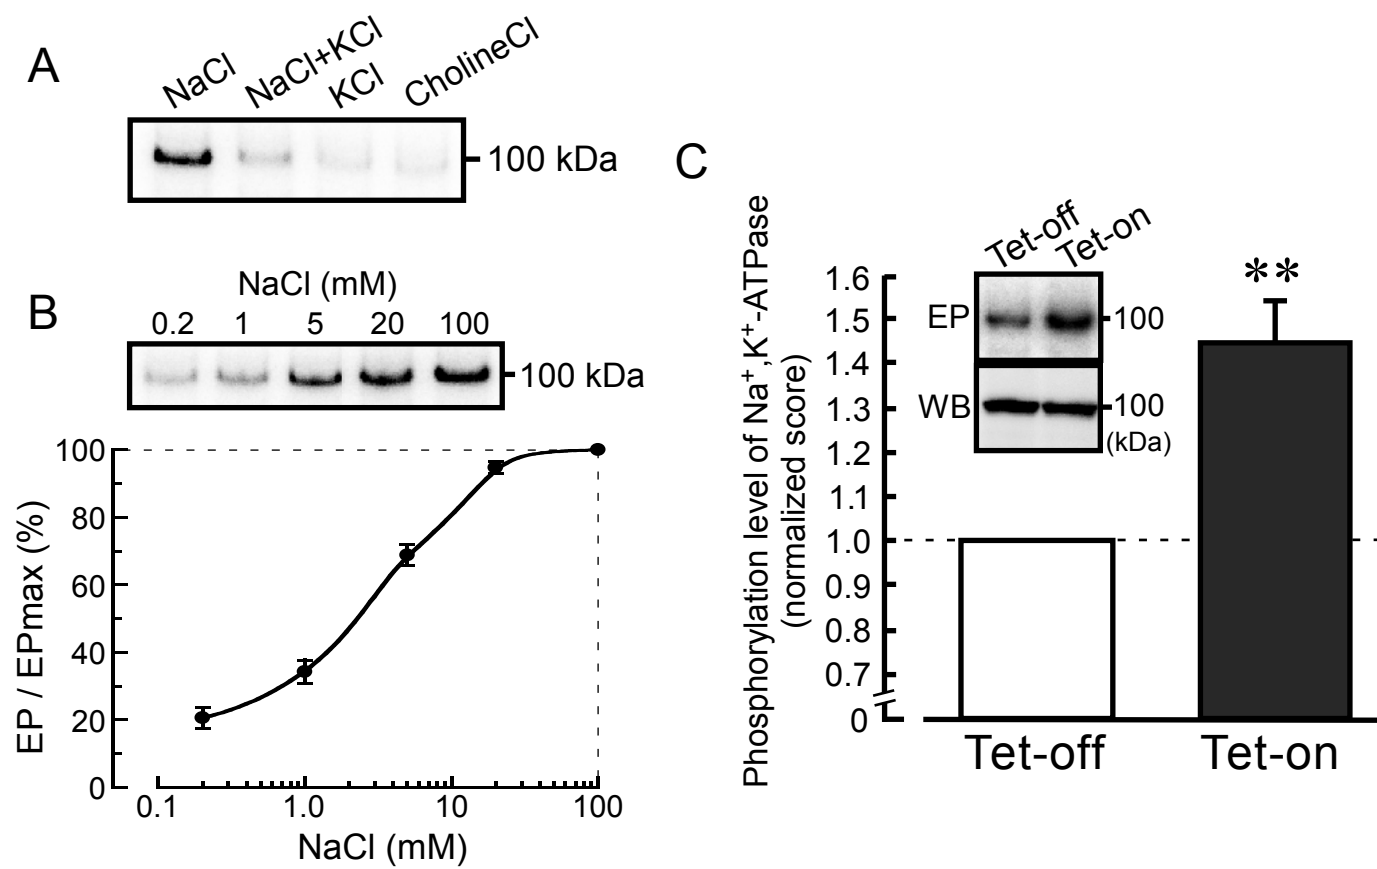 A
NaCl
NaCl+KCl
KCl
CholineCl
100 kDa
B
NaCl (mM)
0.2 1 5 20 100
100 kDa
EP / EPmax (%)
100
80
60
40
20
0
0.1 1.0 10 100
NaCl (mM)
C
Phosphorylation level of Na⁺,K⁺-ATPase
(normalized score)
1.6
1.5
1.4
1.3
1.2
1.1
1.0
0.9
0.8
0.7
0
Tet-off
Tet-on
EP
100
WB
100
(kDa)
**
Tet-off
Tet-on